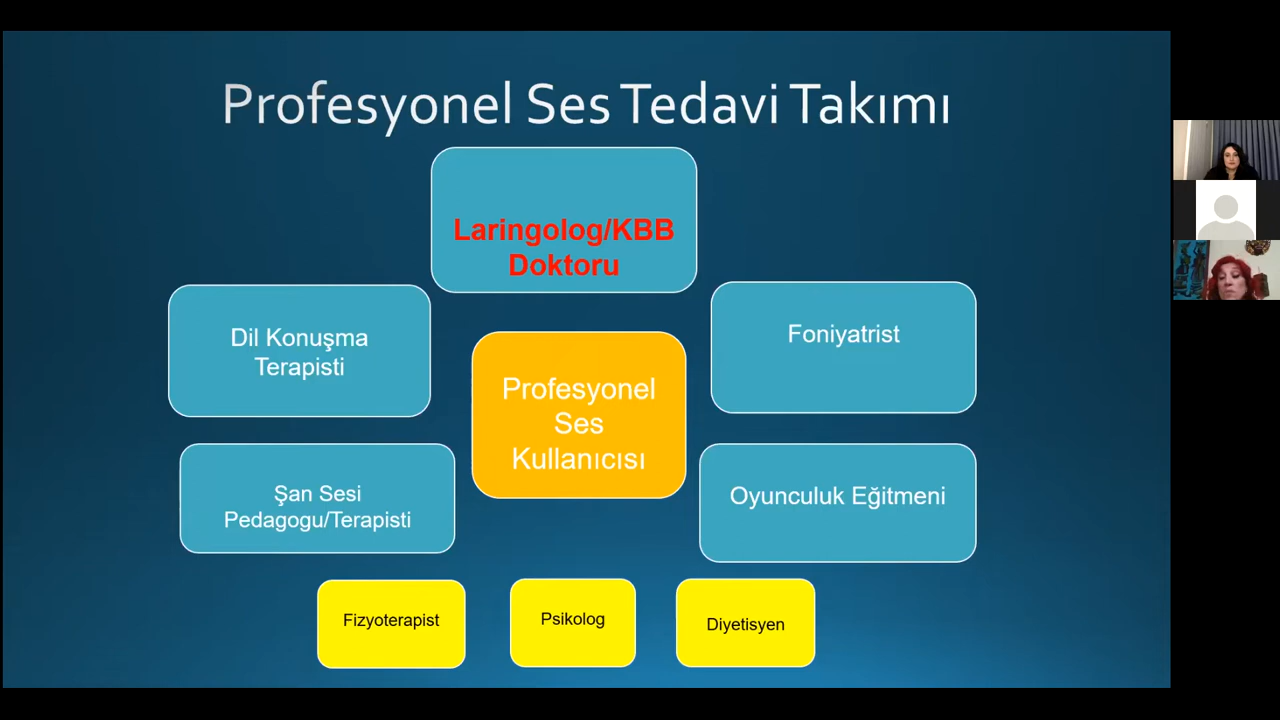 Profesyonel Ses Tedavi Takımı
Laringolog/KBB
Doktoru
Dil Konuşma
Terapisti
Foniyatrist
Profesyonel
Ses
Kullanıcısı
Şan Sesi
Pedagogu/Terapisti
Oyunculuk Eğitmeni
Fizyoterapist
Psikolog
Diyetisyen